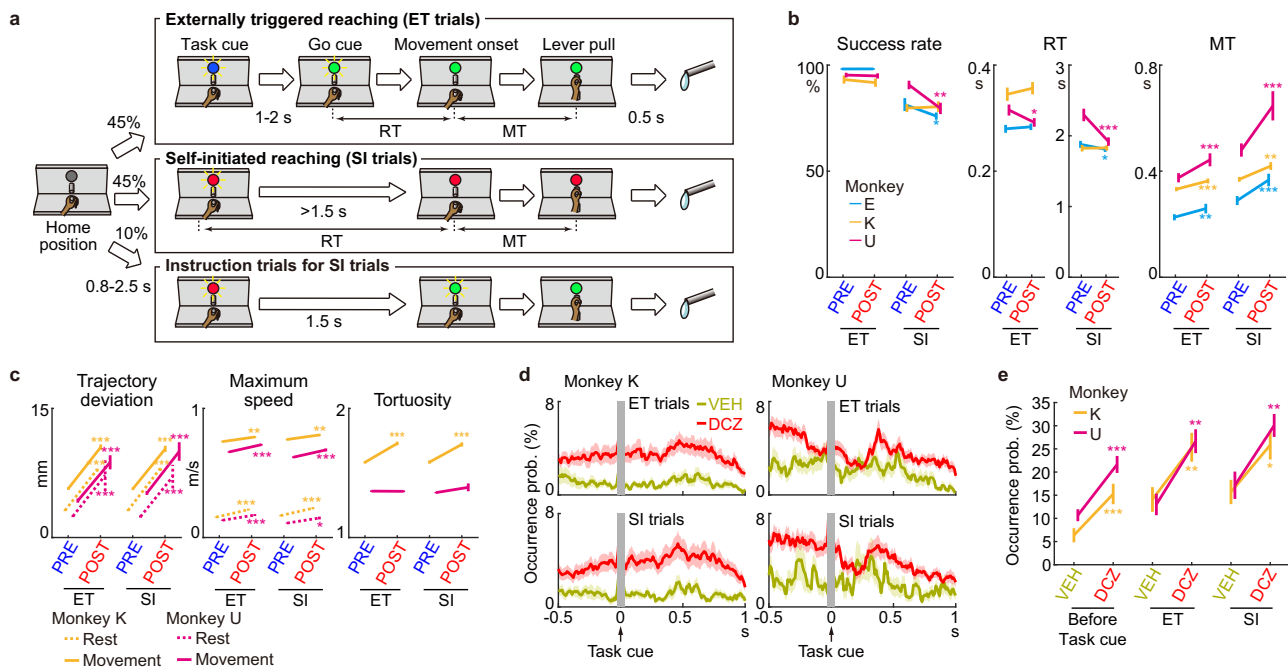 a
Externally triggered reaching (ET trials)
Task cue
Go cue
Movement onset
Lever pull
1-2 s
0.5 s
RT
MT
45%
Self-initiated reaching (SI trials)
45%
>1.5 s
Home
position
RT
MT
10%
Instruction trials for SI trials
0.8-2.5 s
1.5 s
b
Success rate
RT
MT
100
%
50
0
Monkey
E
K
U
**
*
PRE
POST
PRE
POST
ET
SI
0.4
s
0.2
0
*
PRE
POST
ET
3
s
2
1
0
***
*
PRE
POST
SI
0.8
s
0.4
0
***
***
**
***
**
***
PRE
POST
PRE
POST
ET
SI
c
Trajectory
deviation
Maximum
speed
Tortuosity
15
mm
0
***
***
**
***
***
***
**
***
PRE
POST
PRE
POST
ET
SI
1
m/s
0
**
***
***
***
**
***
***
*
PRE
POST
PRE
POST
ET
SI
2
1
***
***
PRE
POST
PRE
POST
ET
SI
Monkey K
Rest
Movement
Monkey U
Rest
Movement
d
Monkey K
Monkey U
ET trials
VEH
DCZ
ET trials
8
0
8
0
Occurrence prob. (%)
SI trials
SI trials
8
0
8
0
-0.5
0
0.5
1
s
-0.5
0
0.5
1
s
Task cue
Task cue
e
Monkey
K
U
Occurrence prob. (%)
35
30
25
20
15
10
5
0
***
***
**
**
**
*
VEH
DCZ
VEH
DCZ
VEH
DCZ
Before
Task cue
ET
SI